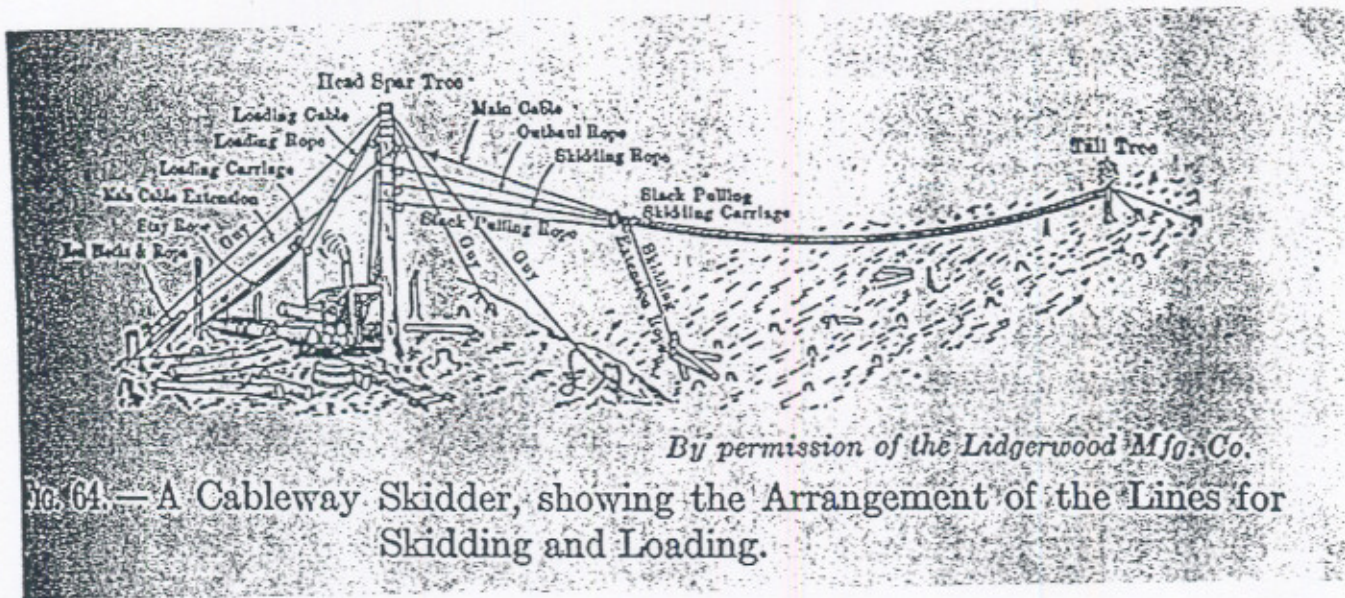 Head Spar Tree
Loading Cable
Loading Rope
Loading Carriage
Main Cable Extension
Stay Rope
Blocks & Rope
Guy
Main Cable
Outhaul Rope
Skidding Rope
Slack Pulling
Skidding Carriage
Slack Pulling Rope
Guy
Guy
Skidding
Extension
Tail Tree
By permission of the Lidgerwood Mfg. Co.
FIG. 64.— A Cableway Skidder, showing the Arrangement of the Lines for
Skidding and Loading.